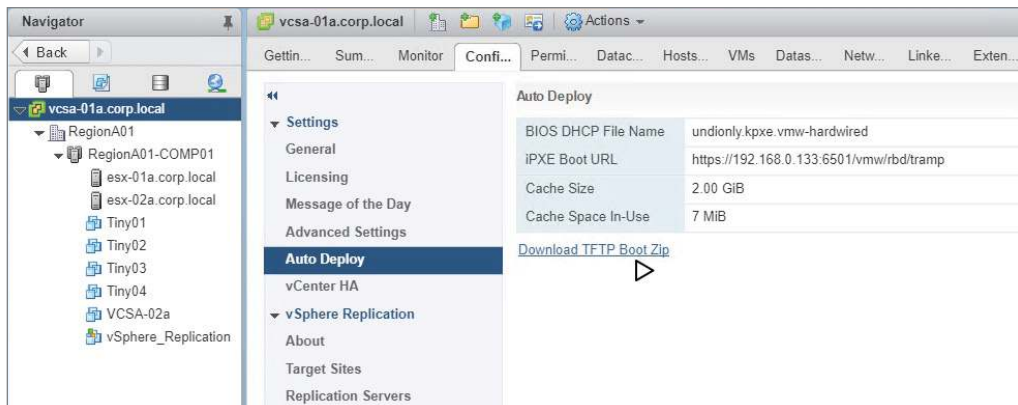 Navigator
vcsa-01a.corp.local Actions
Back
Gettin... Sum... Monitor Confi... Permi... Datac... Hosts... VMs Datas... Netw... Linke... Exten...
vcsa-01a.corp.local
RegionA01
RegionA01-COMP01
esx-01a.corp.local
esx-02a.corp.local
Tiny01
Tiny02
Tiny03
Tiny04
VCSA-02a
vSphere_Replication
Settings
General
Licensing
Message of the Day
Advanced Settings
Auto Deploy
vCenter HA
vSphere Replication
About
Target Sites
Replication Servers
Auto Deploy
BIOS DHCP File Name undionly.kpxe.vmw-hardwired
iPXE Boot URL https://192.168.0.133:6501/vmw/rbd/tramp
Cache Size 2.00 GiB
Cache Space In-Use 7 MiB
Download TFTP Boot Zip